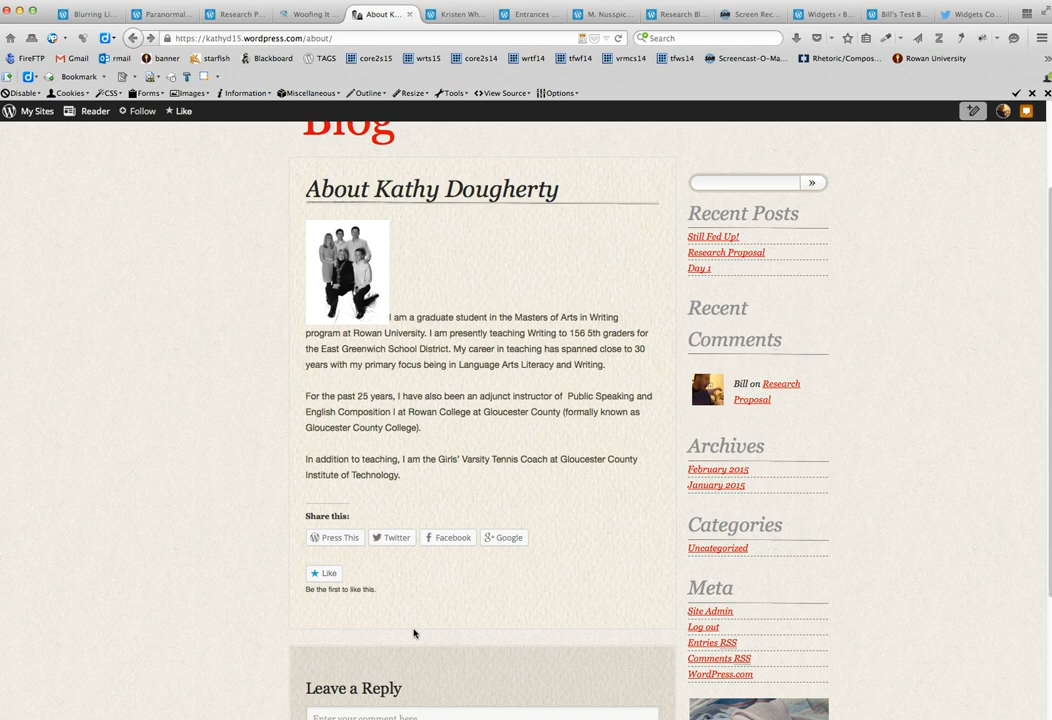 Blurring Li...
Paranormal...
Research P...
Woofing It ...
About K...
Kristen Wh...
Entrances ...
M. Nusspic...
Research Bl...
Screen Rec...
Widgets ‹ B...
Bill's Test B...
Widgets Co...
https://kathyd15.wordpress.com/about/
Search
FireFTP
Gmail
rmail
banner
starfish
Blackboard
TAGS
core2s15
wrts15
core2s14
wrtf14
tfwf14
vrmcs14
tfws14
Screencast-O-Ma...
Rhetoric/Compos...
Rowan University
Bookmark
Disable
Cookies
CSS
Forms
Images
Information
Miscellaneous
Outline
Resize
Tools
View Source
Options
My Sites
Reader
Follow
Like
Blog
About Kathy Dougherty
I am a graduate student in the Masters of Arts in Writing
program at Rowan University. I am presently teaching Writing to 156 5th graders for
the East Greenwich School District. My career in teaching has spanned close to 30
years with my primary focus being in Language Arts Literacy and Writing.
For the past 25 years, I have also been an adjunct instructor of Public Speaking and
English Composition I at Rowan College at Gloucester County (formally known as
Gloucester County College).
In addition to teaching, I am the Girls' Varsity Tennis Coach at Gloucester County
Institute of Technology.
Share this:
Press This
Twitter
Facebook
Google
Like
Be the first to like this.
Leave a Reply
Enter your comment here...
»
Recent Posts
Still Fed Up!
Research Proposal
Day 1
Recent
Comments
Bill on Research
Proposal
Archives
February 2015
January 2015
Categories
Uncategorized
Meta
Site Admin
Log out
Entries RSS
Comments RSS
WordPress.com